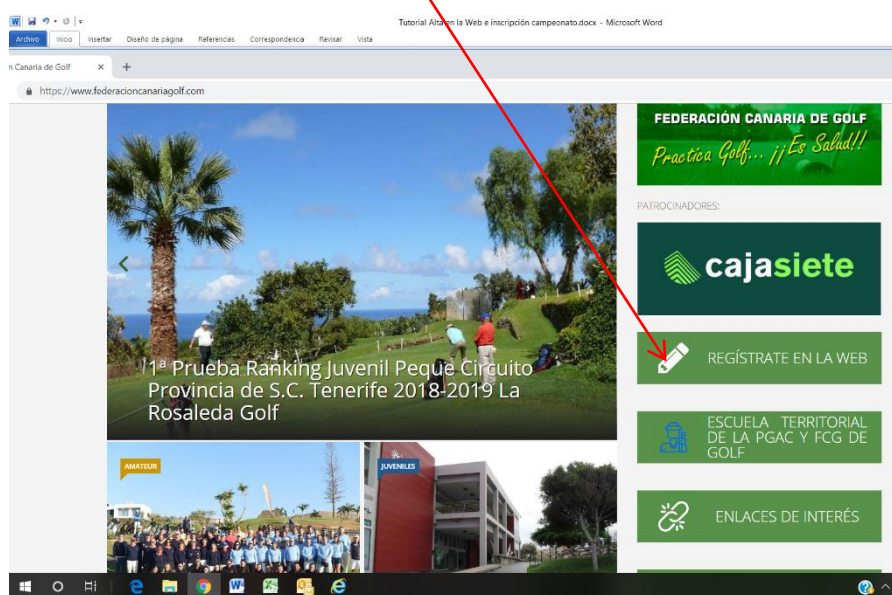 Tutorial Alta en la Web e inscripción campeonato.docx - Microsoft Word
Archivo Inicio Insertar Diseño de página Referencias Correspondencia Revisar Vista
n Canaria de Golf × +
https://www.federacioncanariagolf.com
FEDERACIÓN CANARIA DE GOLF
Practica Golf... ¡¡Es Salud!!
PATROCINADORES:
cajasiete
1ª Prueba Ranking Juvenil Peque Circuito
Provincia de S.C. Tenerife 2018-2019 La
Rosaleda Golf
REGÍSTRATE EN LA WEB
ESCUELA TERRITORIAL
DE LA PGAC Y FCG DE
GOLF
AMATEUR
JUVENILES
ENLACES DE INTERÉS